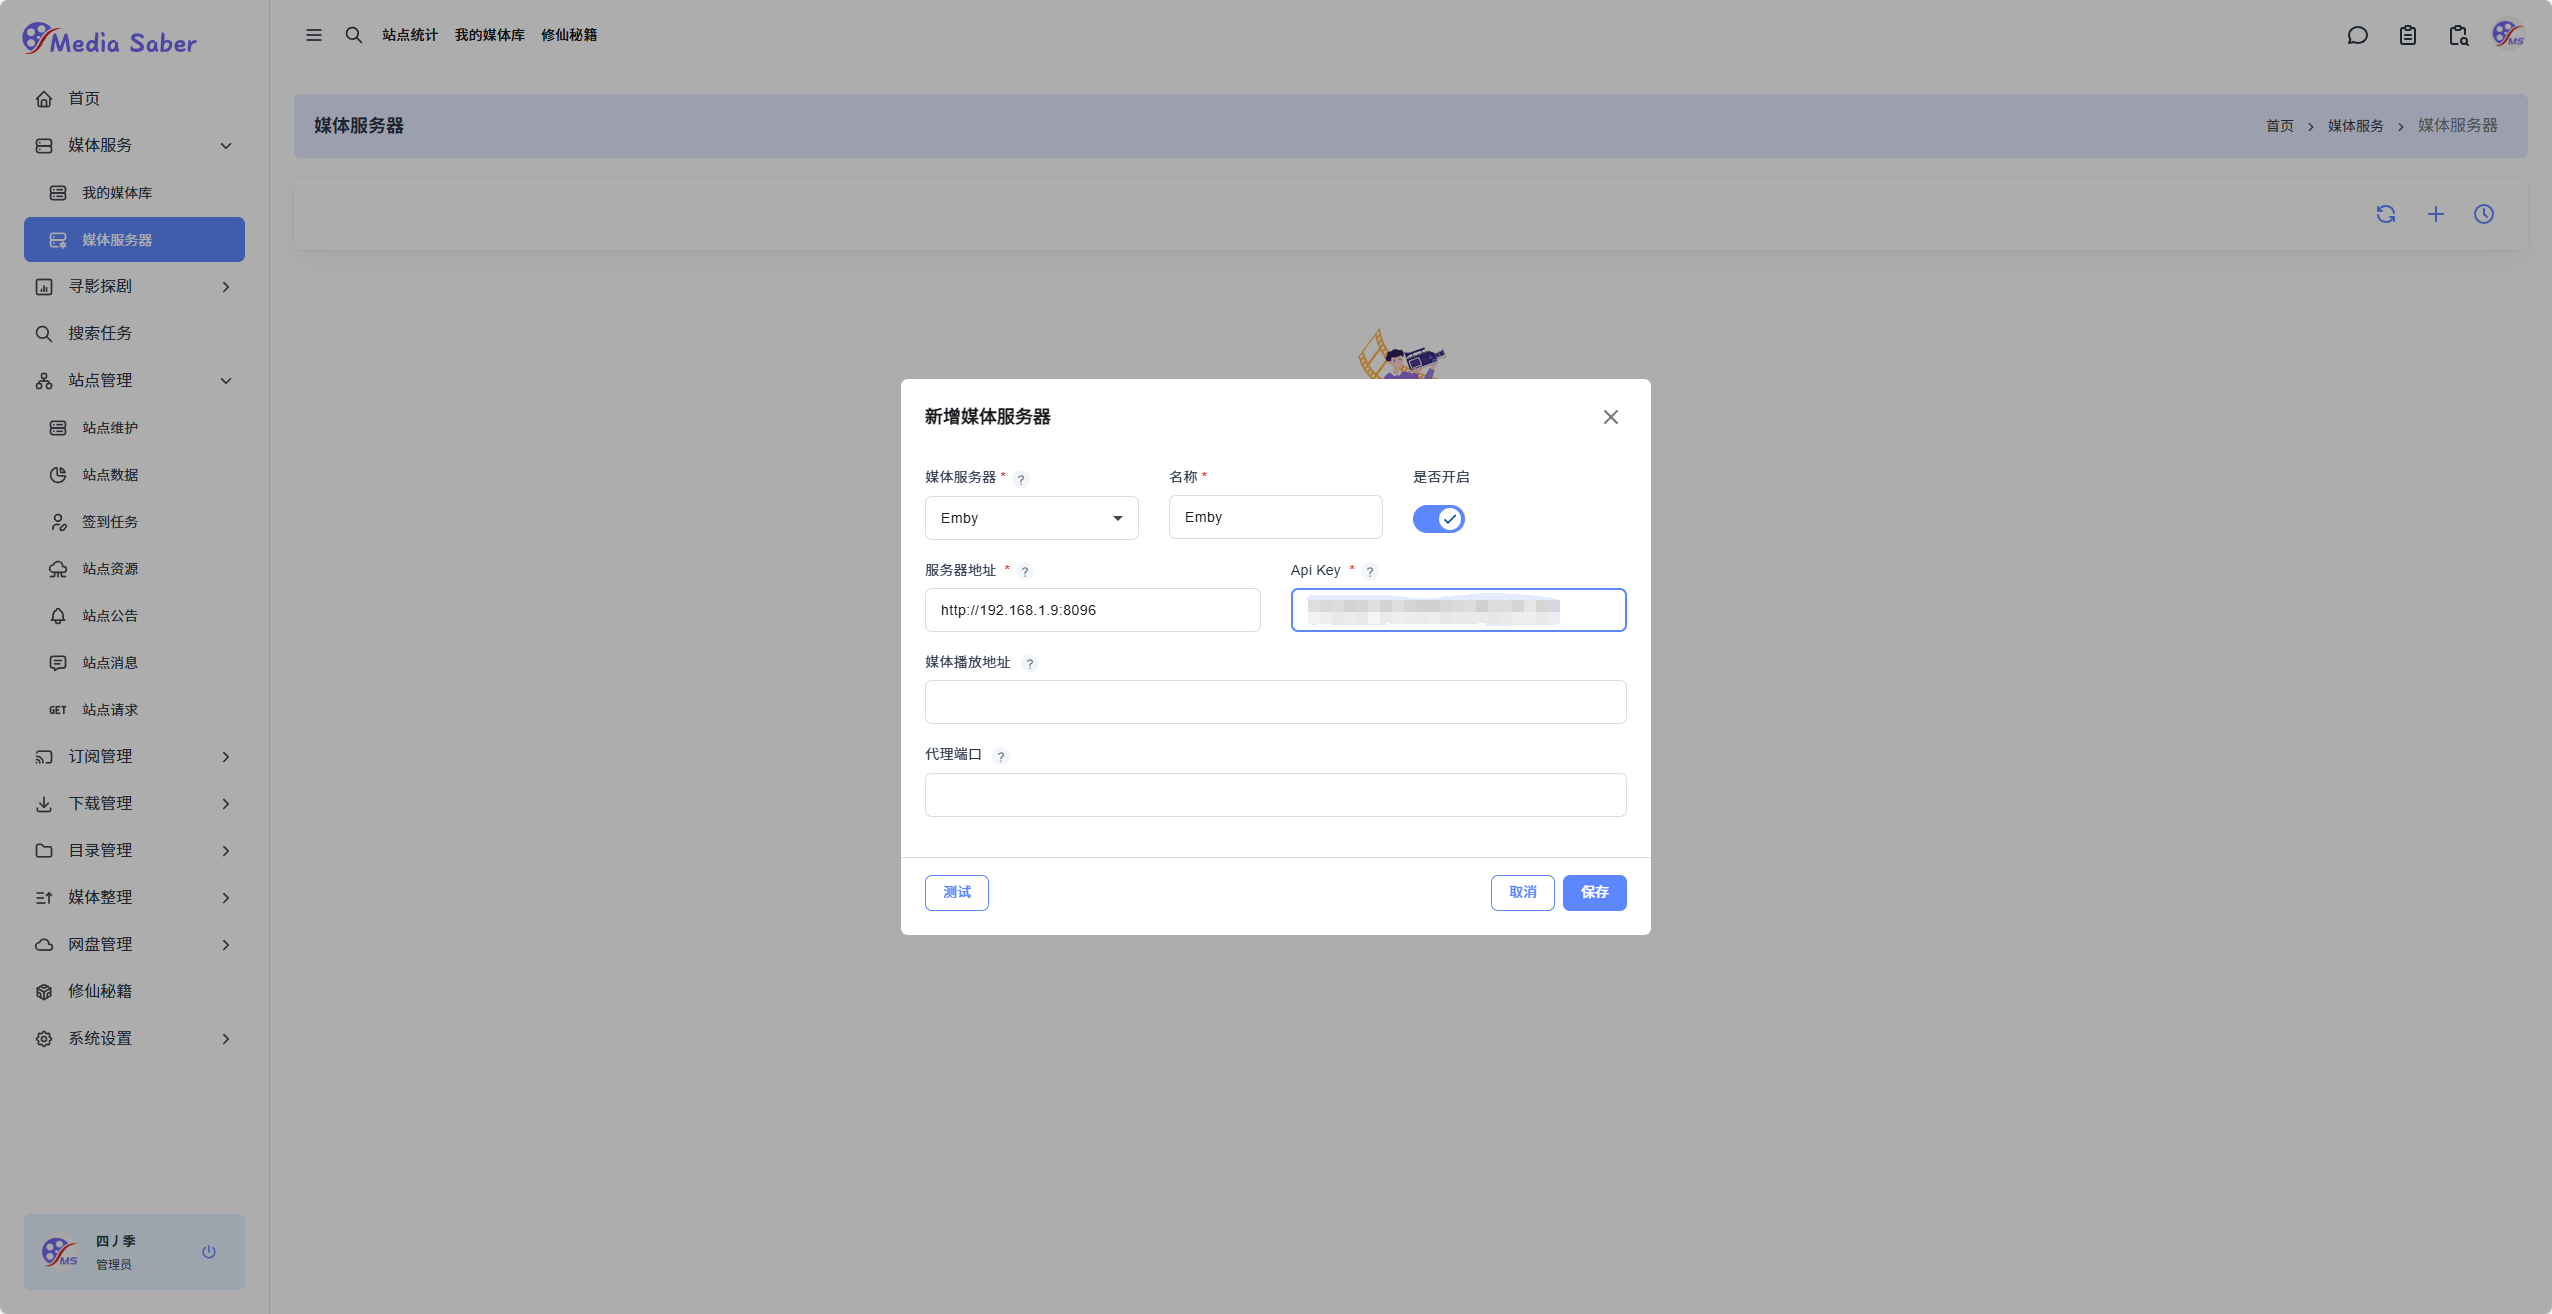 Media Saber
站点统计 我的媒体库 修仙秘籍
MS
首页
媒体服务
我的媒体库
媒体服务器
寻影探剧
搜索任务
站点管理
站点维护
站点数据
签到任务
站点资源
站点公告
站点消息
GET 站点请求
订阅管理
下载管理
目录管理
媒体整理
网盘管理
修仙秘籍
系统设置
MS
四丿季
管理员
媒体服务器
首页 > 媒体服务 > 媒体服务器
新增媒体服务器
媒体服务器 * ? 名称 * 是否开启
Emby Emby
服务器地址 * ? Api Key * ?
http://192.168.1.9:8096
媒体播放地址 ?
代理端口 ?
测试 取消 保存